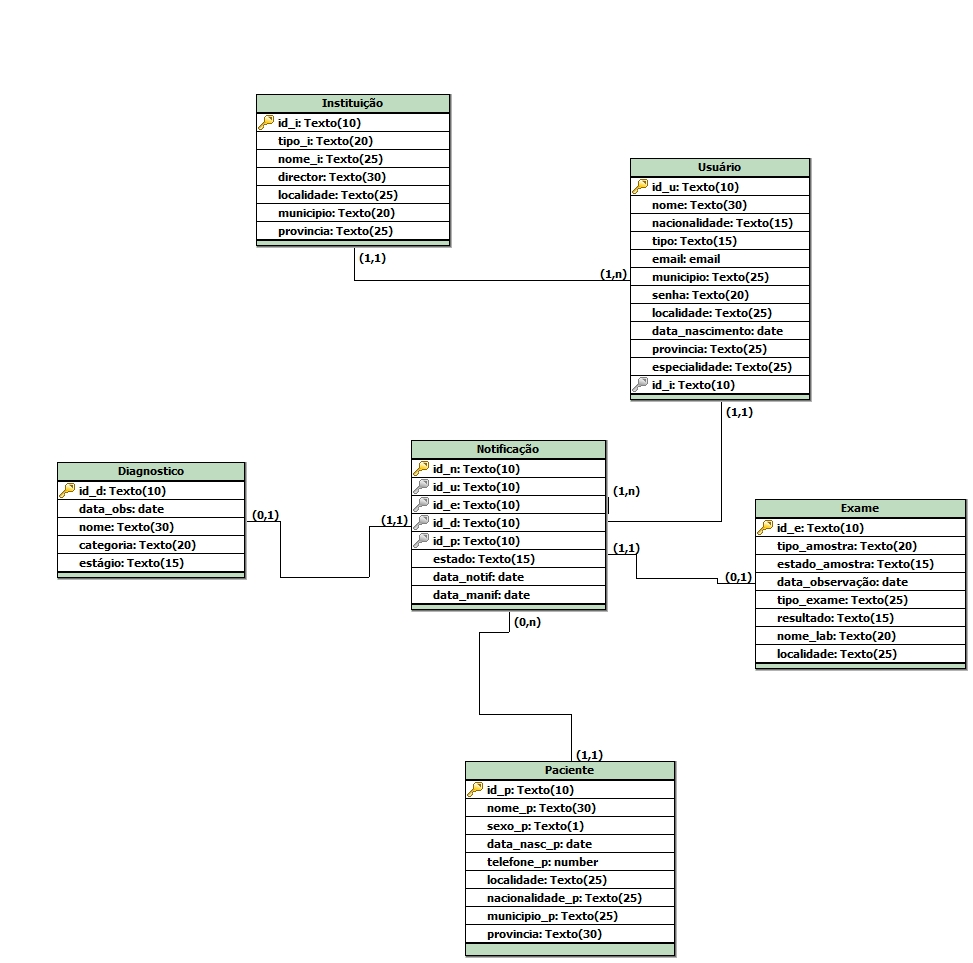 Instituição
id_i: Texto(10)
tipo_i: Texto(20)
nome_i: Texto(25)
director: Texto(30)
localidade: Texto(25)
municipio: Texto(20)
provincia: Texto(25)
(1,1)
(1,n)
Usuário
id_u: Texto(10)
nome: Texto(30)
nacionalidade: Texto(15)
tipo: Texto(15)
email: email
municipio: Texto(25)
senha: Texto(20)
localidade: Texto(25)
data_nascimento: date
provincia: Texto(25)
especialidade: Texto(25)
id_i: Texto(10)
(1,1)
Diagnostico
id_d: Texto(10)
data_obs: date
nome: Texto(30)
categoria: Texto(20)
estágio: Texto(15)
(0,1)
(1,1)
Notificação
id_n: Texto(10)
id_u: Texto(10)
id_e: Texto(10)
id_d: Texto(10)
id_p: Texto(10)
estado: Texto(15)
data_notif: date
data_manif: date
(1,n)
(1,1)
(0,1)
(0,n)
Exame
id_e: Texto(10)
tipo_amostra: Texto(20)
estado_amostra: Texto(15)
data_observação: date
tipo_exame: Texto(25)
resultado: Texto(15)
nome_lab: Texto(20)
localidade: Texto(25)
(1,1)
Paciente
id_p: Texto(10)
nome_p: Texto(30)
sexo_p: Texto(1)
data_nasc_p: date
telefone_p: number
localidade: Texto(25)
nacionalidade_p: Texto(25)
municipio_p: Texto(25)
provincia: Texto(30)